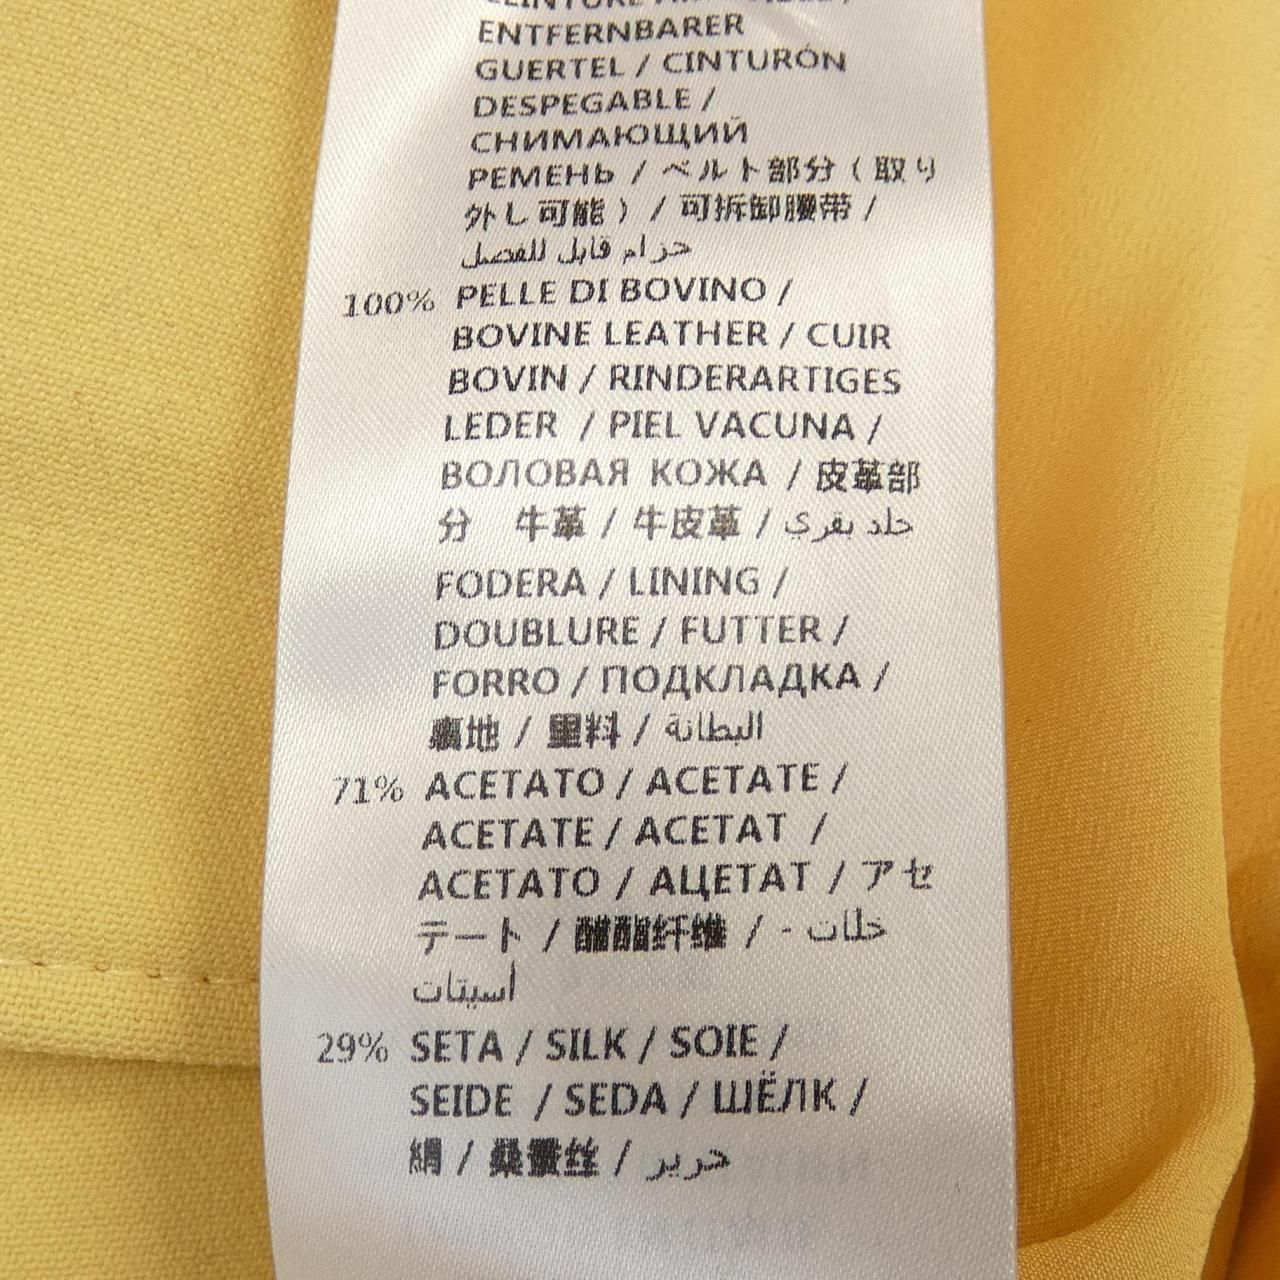 ENTFERNBARER
GUERTEL / CINTURÓN
DESPEGABLE /
СНИМАЮЩИЙ
РЕМЕНЬ / ベルト部分 ( 取り
外し可能 ) / 可拆卸腰带 /
حزام قابل للفصل
100% PELLE DI BOVINO /
BOVINE LEATHER / CUIR
BOVIN / RINDERARTIGES
LEDER / PIEL VACUNA /
ВОЛОВАЯ КОЖА / 皮革部
分 牛革 / 牛皮革 / جلد بقري
FODERA / LINING /
DOUBLURE / FUTTER /
FORRO / ПОДКЛАДКА /
裏地 / 里料 / البطانة
71% ACETATO / ACETATE /
ACETATE / ACETAT /
ACETATO / АЦЕТАТ / アセ
テート / 醋酯纤维 / خلات -
أسيتات
29% SETA / SILK / SOIE /
SEIDE / SEDA / ШЁЛК /
絹 / 桑蚕丝 / حرير